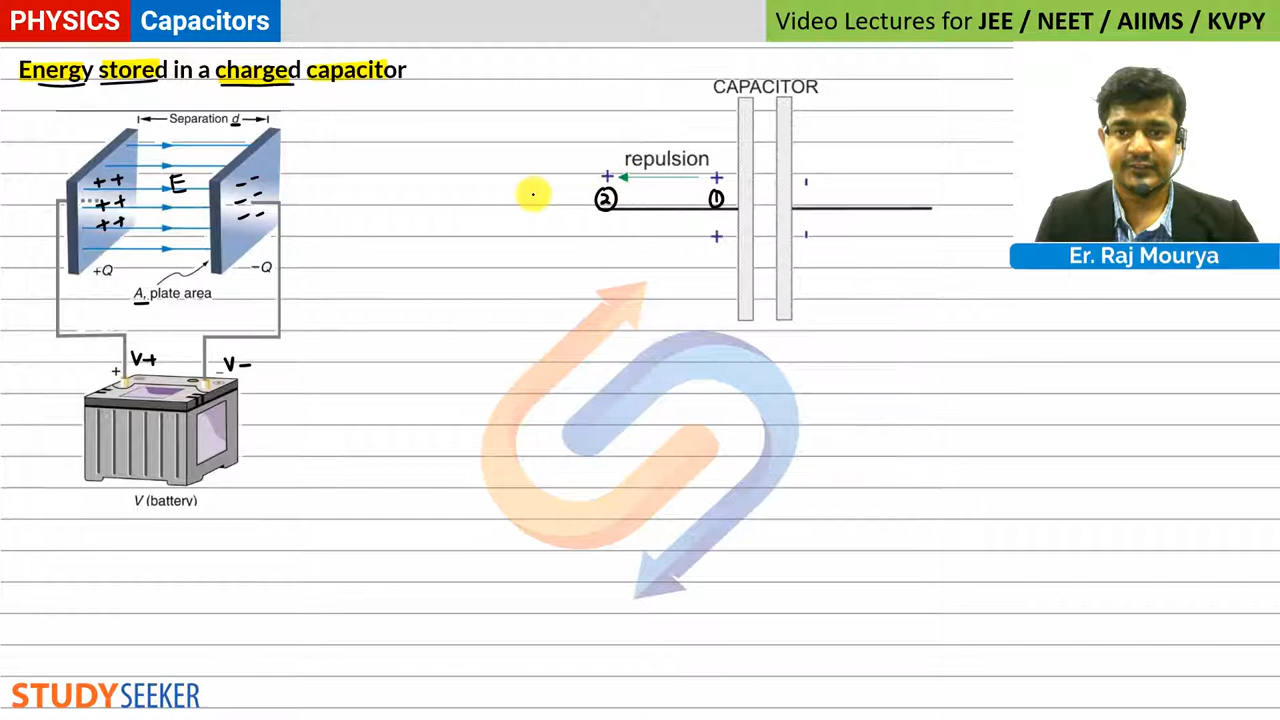 PHYSICS Capacitors
Video Lectures for JEE / NEET / AIIMS / KVPY
Energy stored in a charged capacitor
Separation d
E
++ ++ ++
-- -- --
+Q
-Q
A, plate area
V+
V-
+
-
V (battery)
CAPACITOR
repulsion
+ +
2 1
+
Er. Raj Mourya
STUDYSEEKER